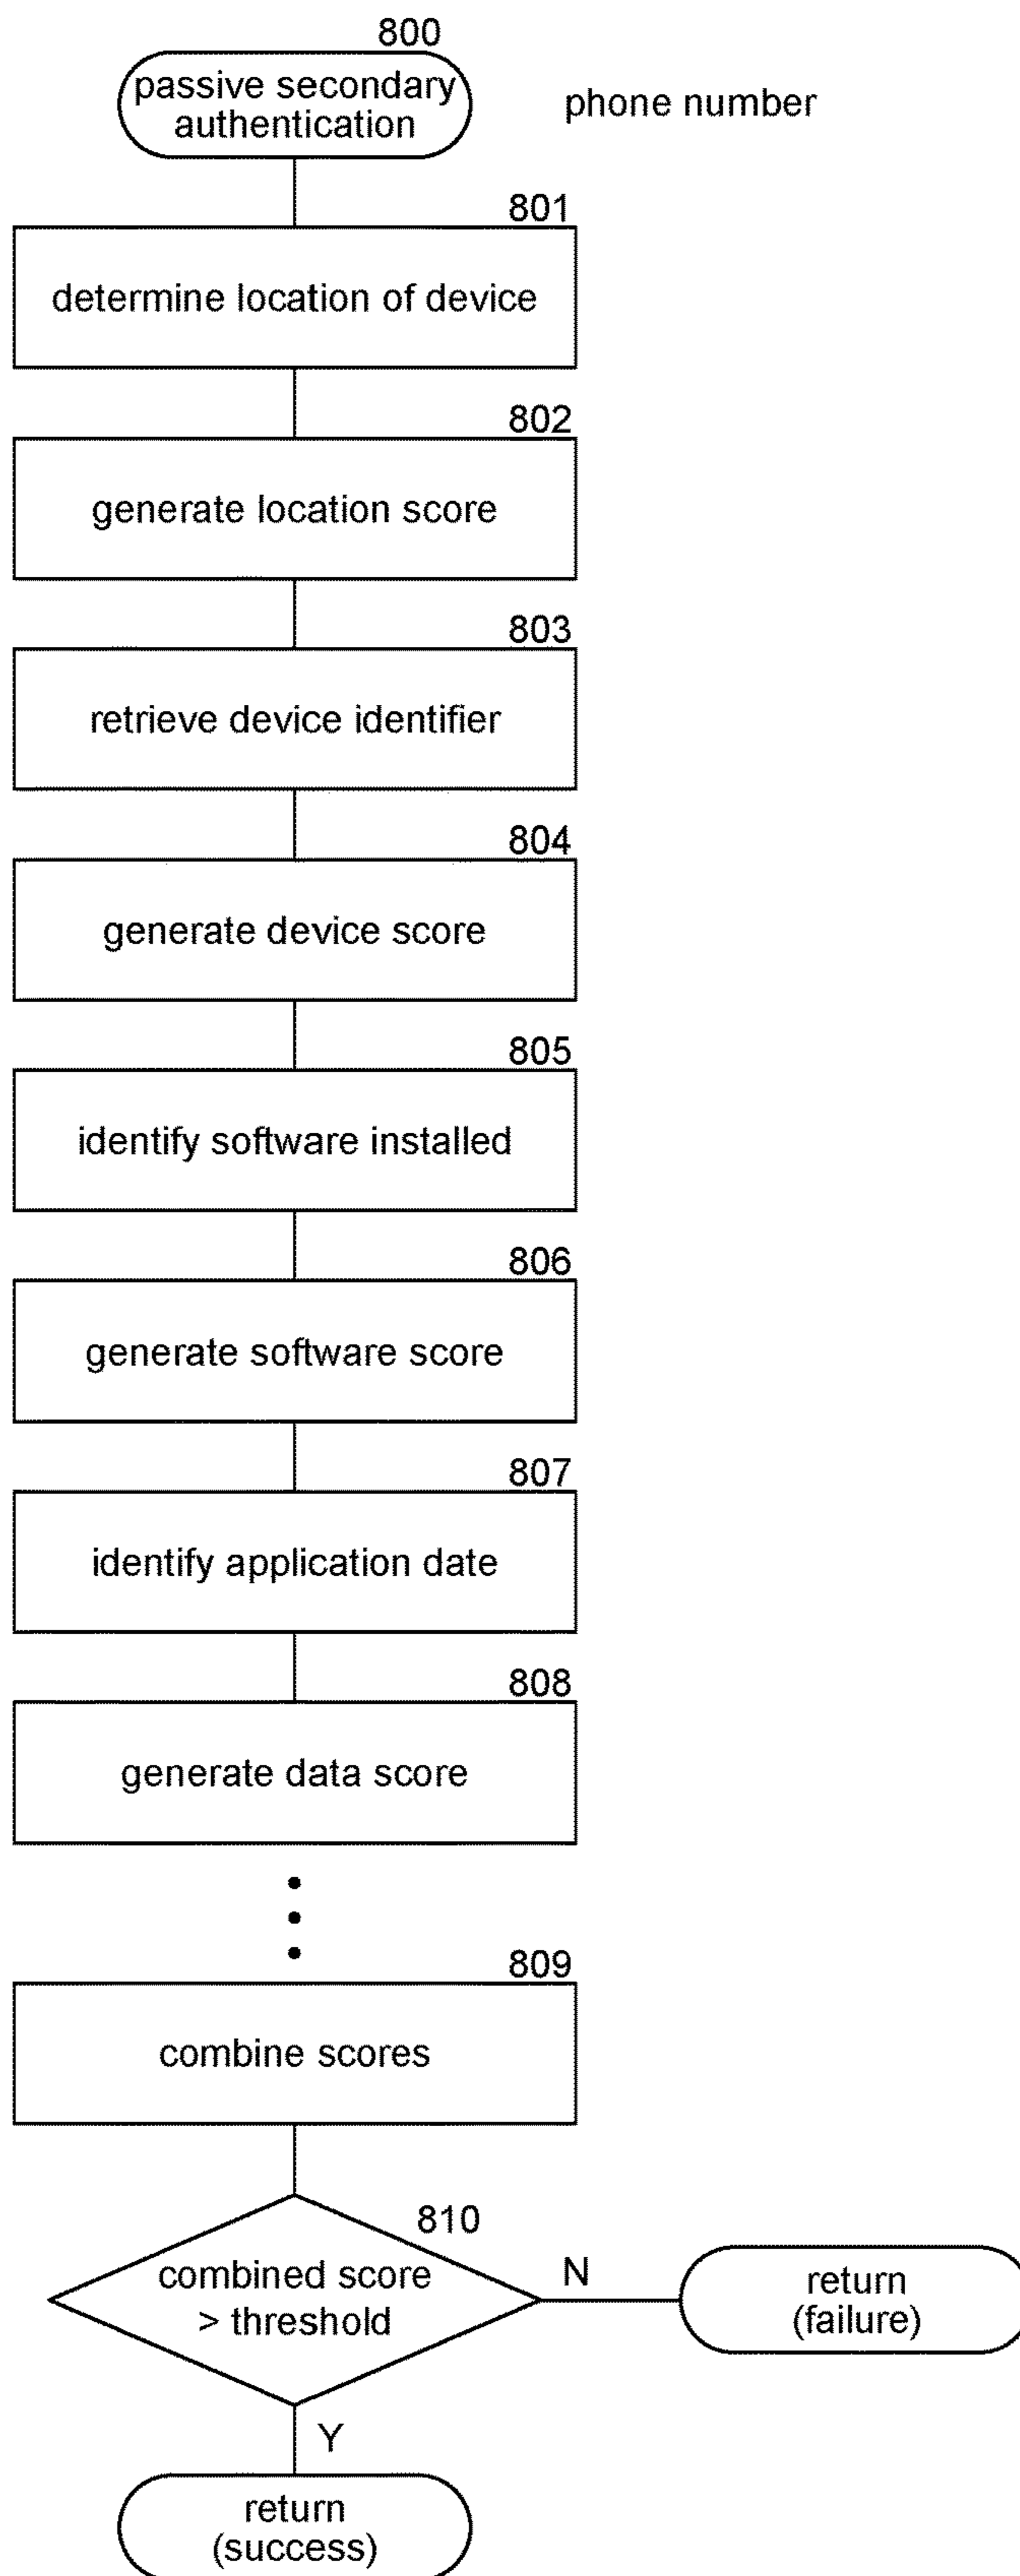 800
passive secondary
authentication
phone number
801
determine location of device
802
generate location score
803
retrieve device identifier
804
generate device score
805
identify software installed
806
generate software score
807
identify application date
808
generate data score
809
combine scores
810
combined score
> threshold
N
return
(failure)
Y
return
(success)